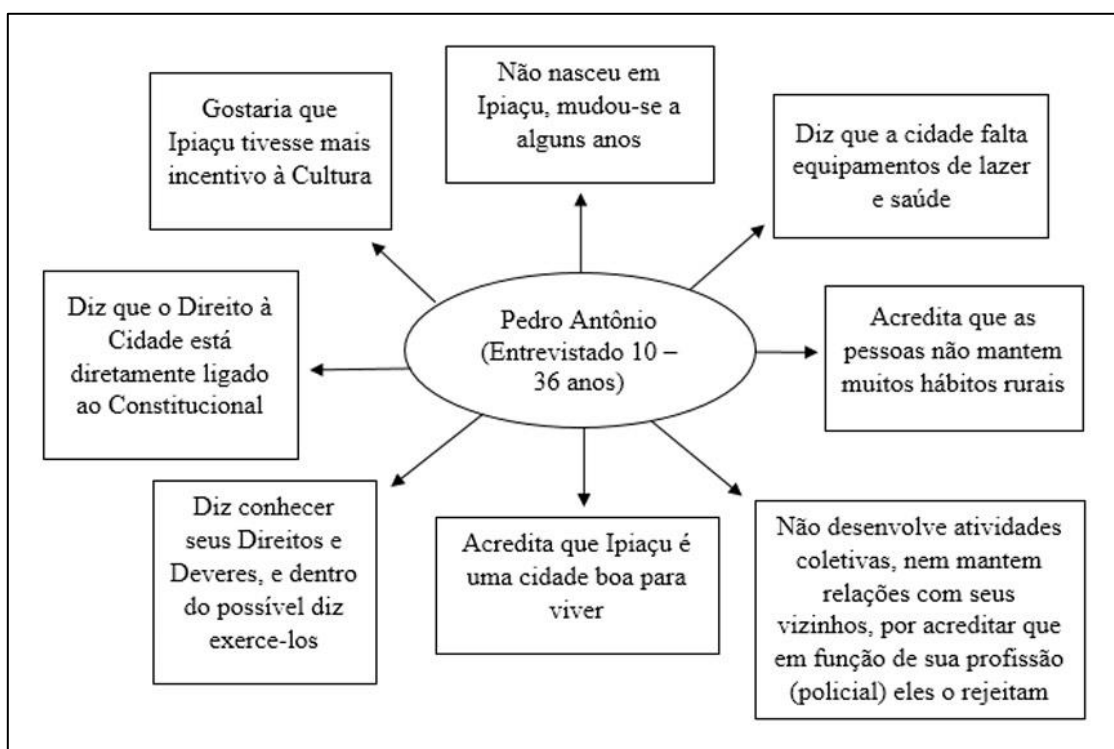 Gostaria que
Ipiaçu tivesse mais
incentivo à Cultura
Não nasceu em
Ipiaçu, mudou-se a
alguns anos
Diz que a cidade falta
equipamentos de lazer
e saúde
Diz que o Direito à
Cidade está
diretamente ligado
ao Constitucional
Pedro Antônio
(Entrevistado 10 –
36 anos)
Acredita que as
pessoas não mantem
muitos hábitos rurais
Diz conhecer
seus Direitos e
Deveres, e dentro
do possível diz
exerce-los
Acredita que Ipiaçu é
uma cidade boa para
viver
Não desenvolve atividades
coletivas, nem mantem
relações com seus
vizinhos, por acreditar que
em função de sua profissão
(policial) eles o rejeitam